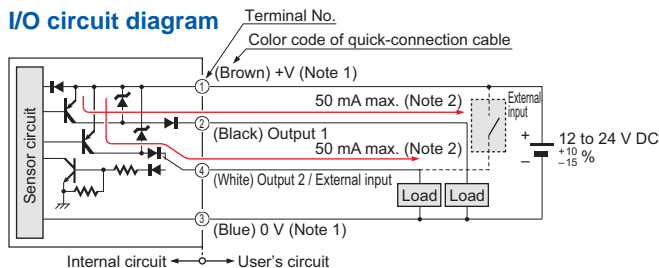 I/O circuit diagram
Terminal No.
Color code of quick-connection cable
1
(Brown) +V (Note 1)
50 mA max. (Note 2)
External
input
2
(Black) Output 1
50 mA max. (Note 2)
+
12 to 24 V DC
+10
–15 %
–
Sensor circuit
4
(White) Output 2 / External input
Load
Load
3
(Blue) 0 V (Note 1)
Internal circuit
User's circuit